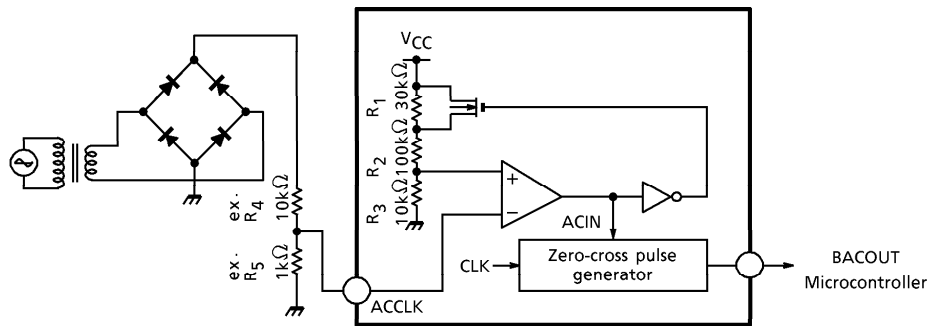 VCC
R1
30kΩ
R2
100kΩ
R3
10kΩ
ex.
R4
10kΩ
ex.
R5
1kΩ
+
−
ACIN
CLK
Zero-cross pulse
generator
ACCLK
BACOUT
Microcontroller